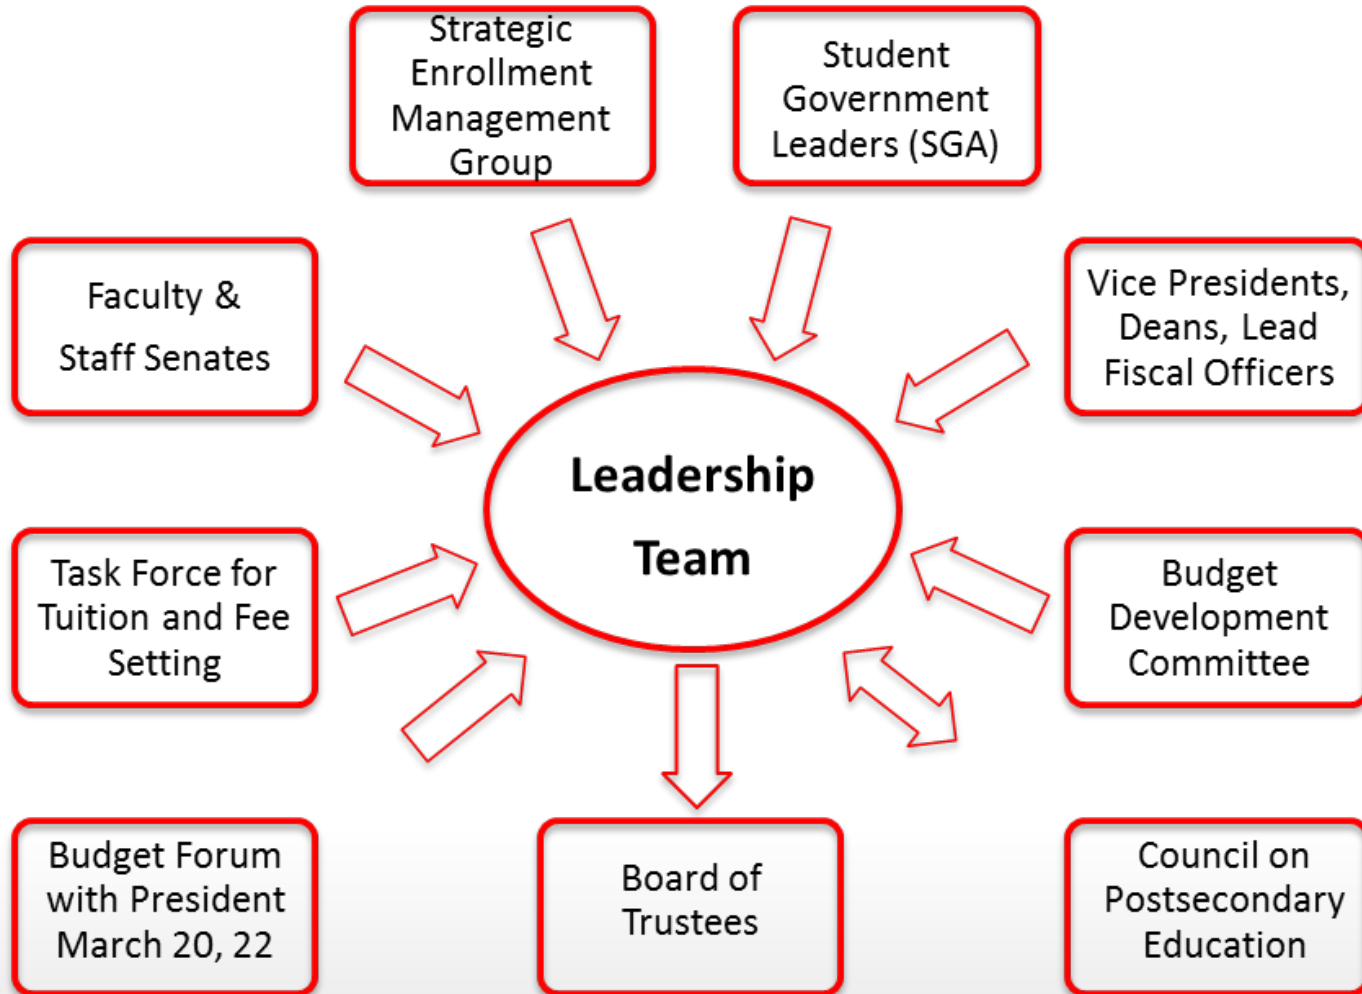 Strategic
Enrollment
Management
Group
Student
Government
Leaders (SGA)
Faculty &
Staff Senates
Vice Presidents,
Deans, Lead
Fiscal Officers
Leadership
Team
Task Force for
Tuition and Fee
Setting
Budget
Development
Committee
Budget Forum
with President
March 20, 22
Board of
Trustees
Council on
Postsecondary
Education